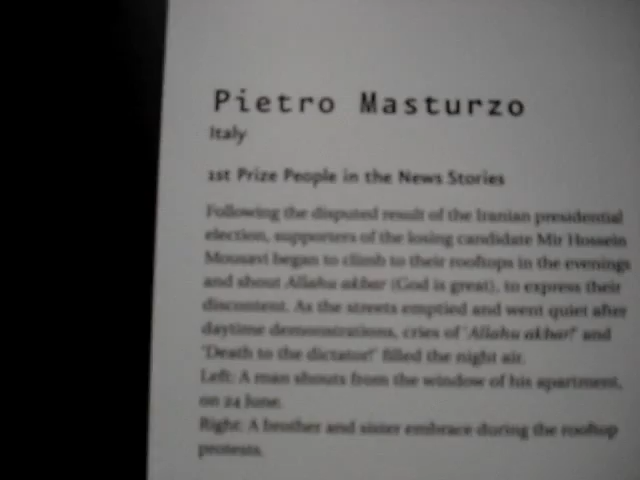 Pietro Masturzo
Italy
1st Prize People in the News Stories
Following the disputed result of the Iranian presidential
election, supporters of the losing candidate Mir Hossein
Mousavi began to climb to their rooftops in the evenings
and shout Allahu akbar (God is great), to express their
discontent. As the streets emptied and went quiet after
daytime demonstrations, cries of 'Allahu akbar!' and
'Death to the dictator!' filled the night air.
Left: A man shouts from the window of his apartment,
on 24 June.
Right: A brother and sister embrace during the rooftop
protests.